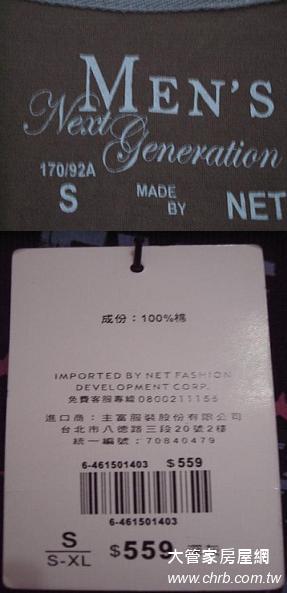 MEN'S
Next Generation
170/92A
S
MADE BY
NET
成份：100%棉
IMPORTED BY NET FASHION
DEVELOPMENT CORP.
免費客服專線0800211156
進口商：主富服裝股份有限公司
台北市八德路三段20號2樓
統一編號：70840479
6-461501403 $559
6-461501403
S
S-XL
$559
大管家房屋網
www.chrb.com.tw